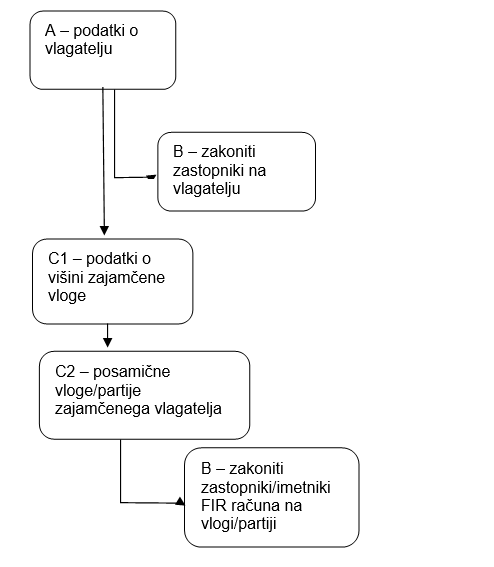 A – podatki o
vlagatelju
B – zakoniti
zastopniki na
vlagatelju
C1 – podatki o
višini zajamčene
vloge
C2 – posamične
vloge/partije
zajamčenega vlagatelja
B – zakoniti
zastopniki/imetniki
FIR računa na
vlogi/partiji